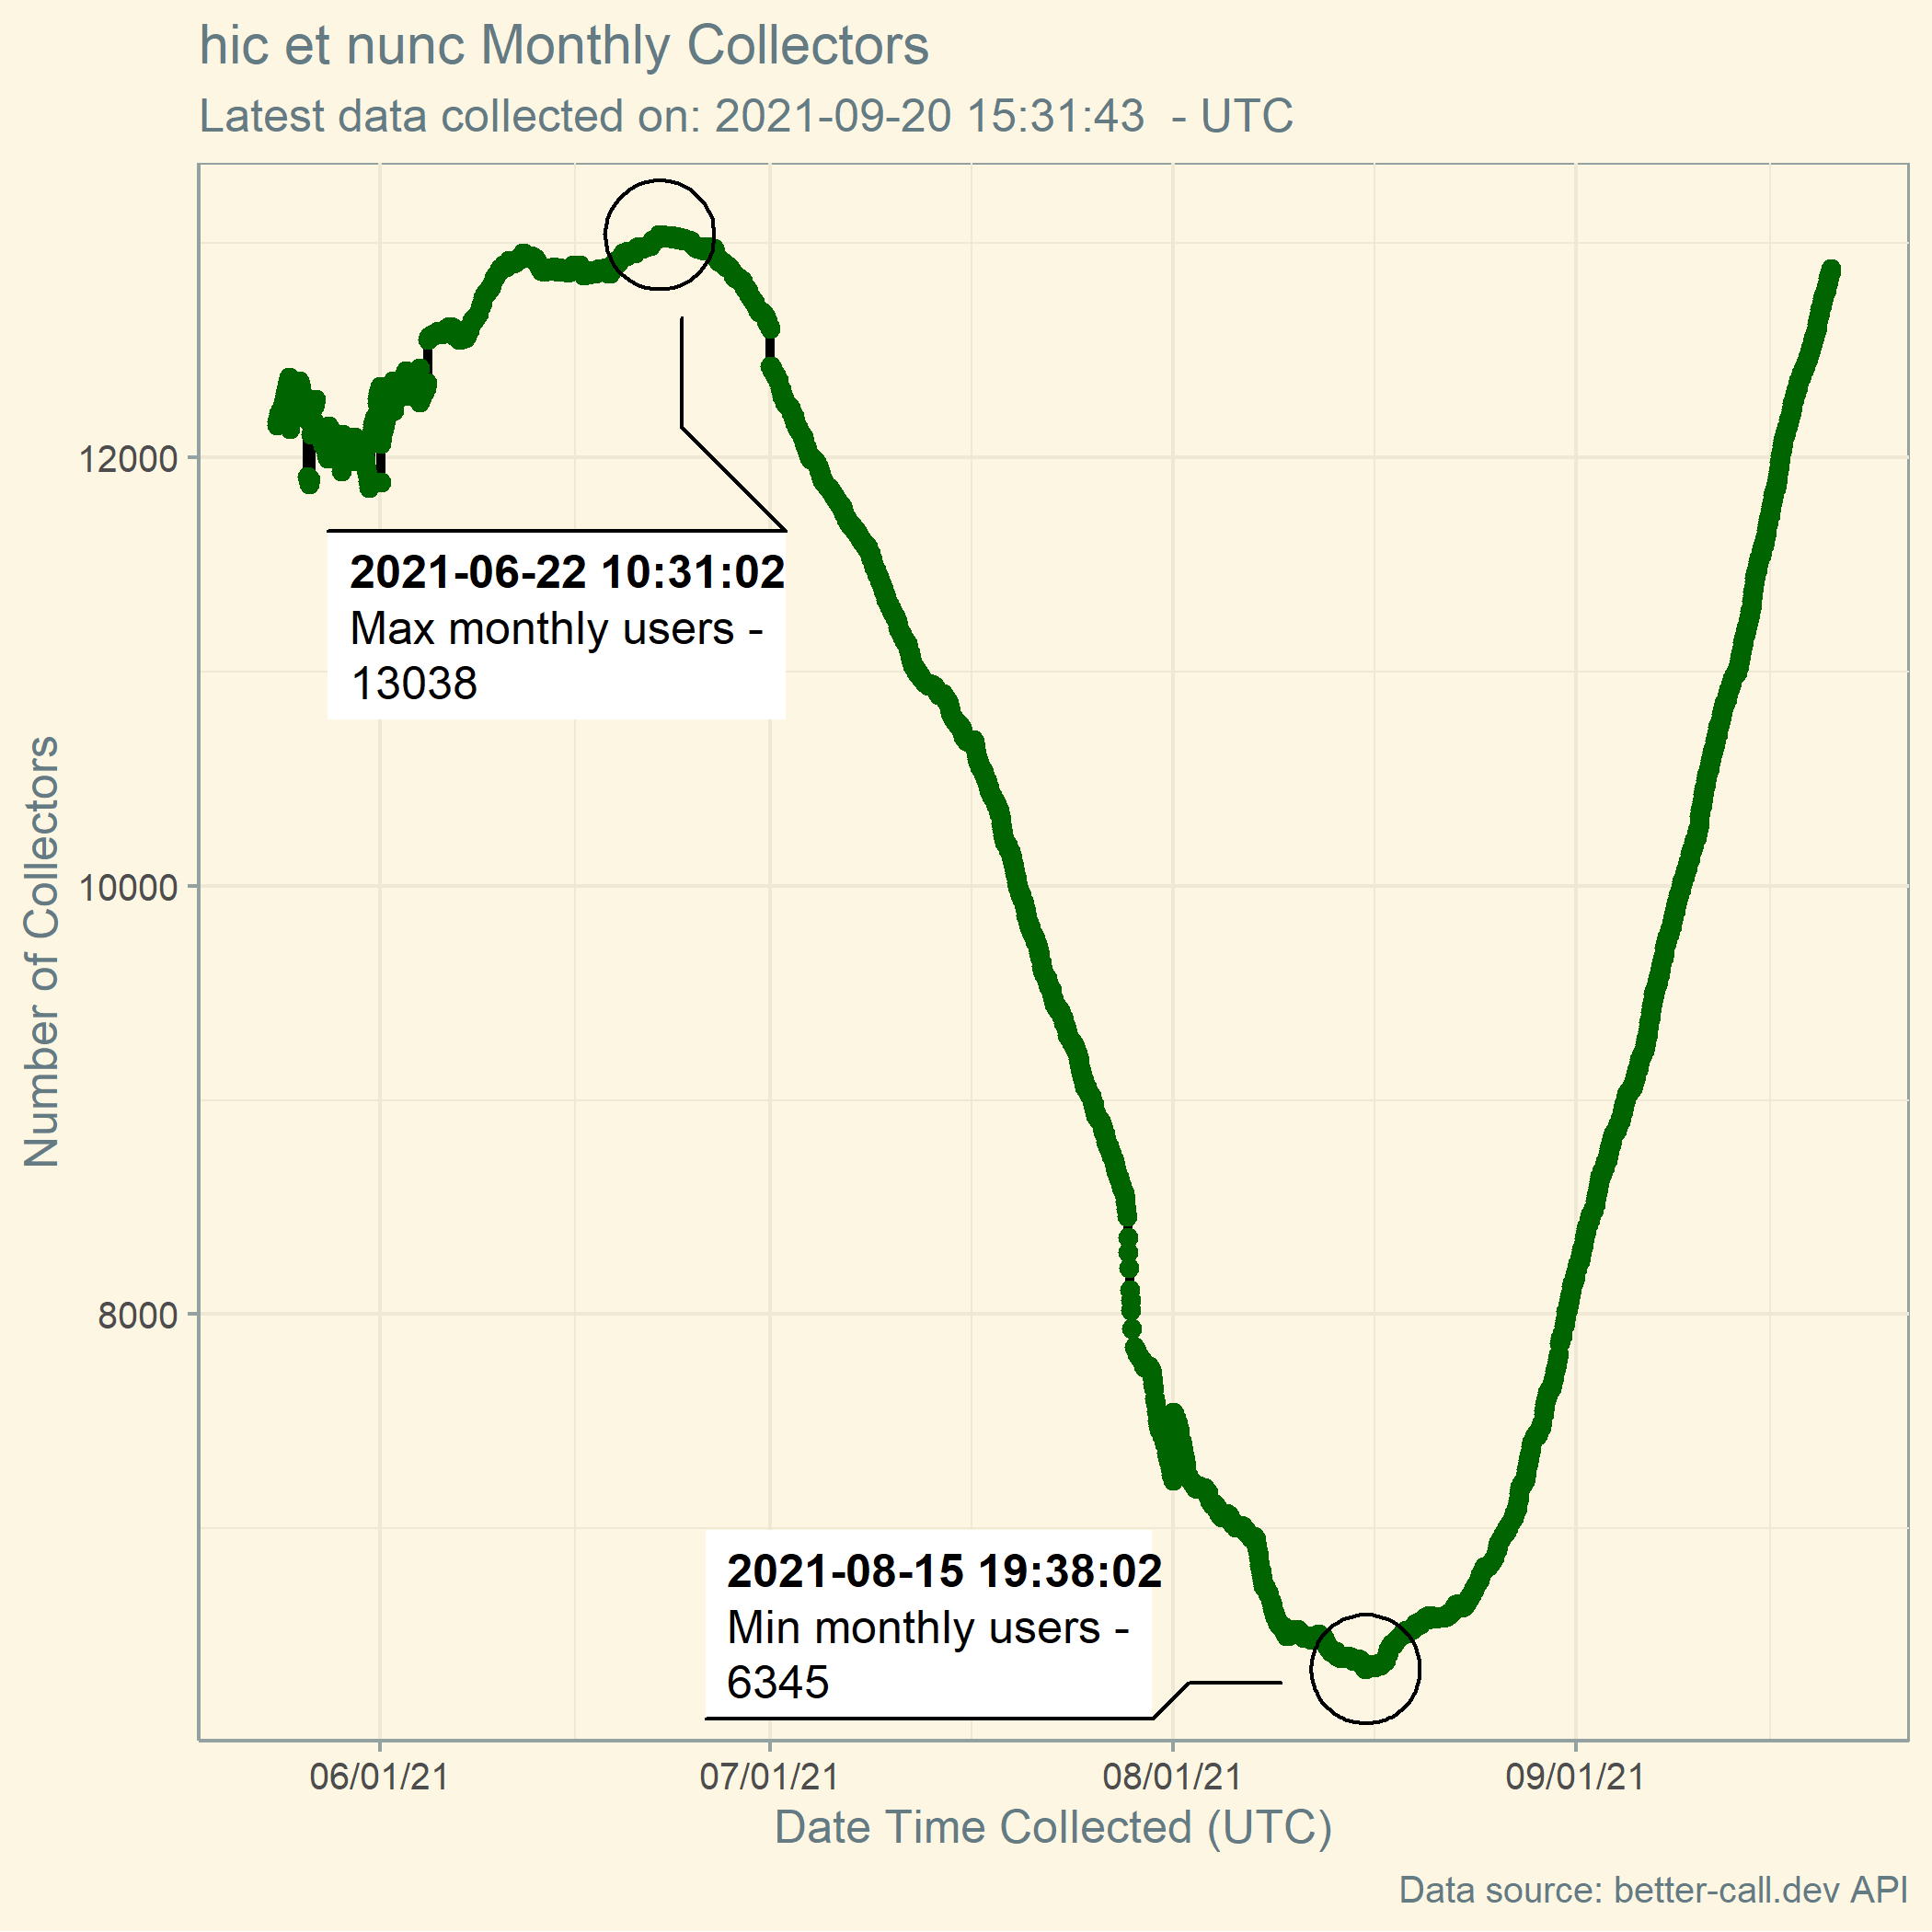 hic et nunc Monthly Collectors
Latest data collected on: 2021-09-20 15:31:43  - UTC
Number of Collectors
12000
10000
8000
2021-06-22 10:31:02
Max monthly users -
13038
2021-08-15 19:38:02
Min monthly users -
6345
06/01/21 07/01/21 08/01/21 09/01/21
Date Time Collected (UTC)
Data source: better-call.dev API